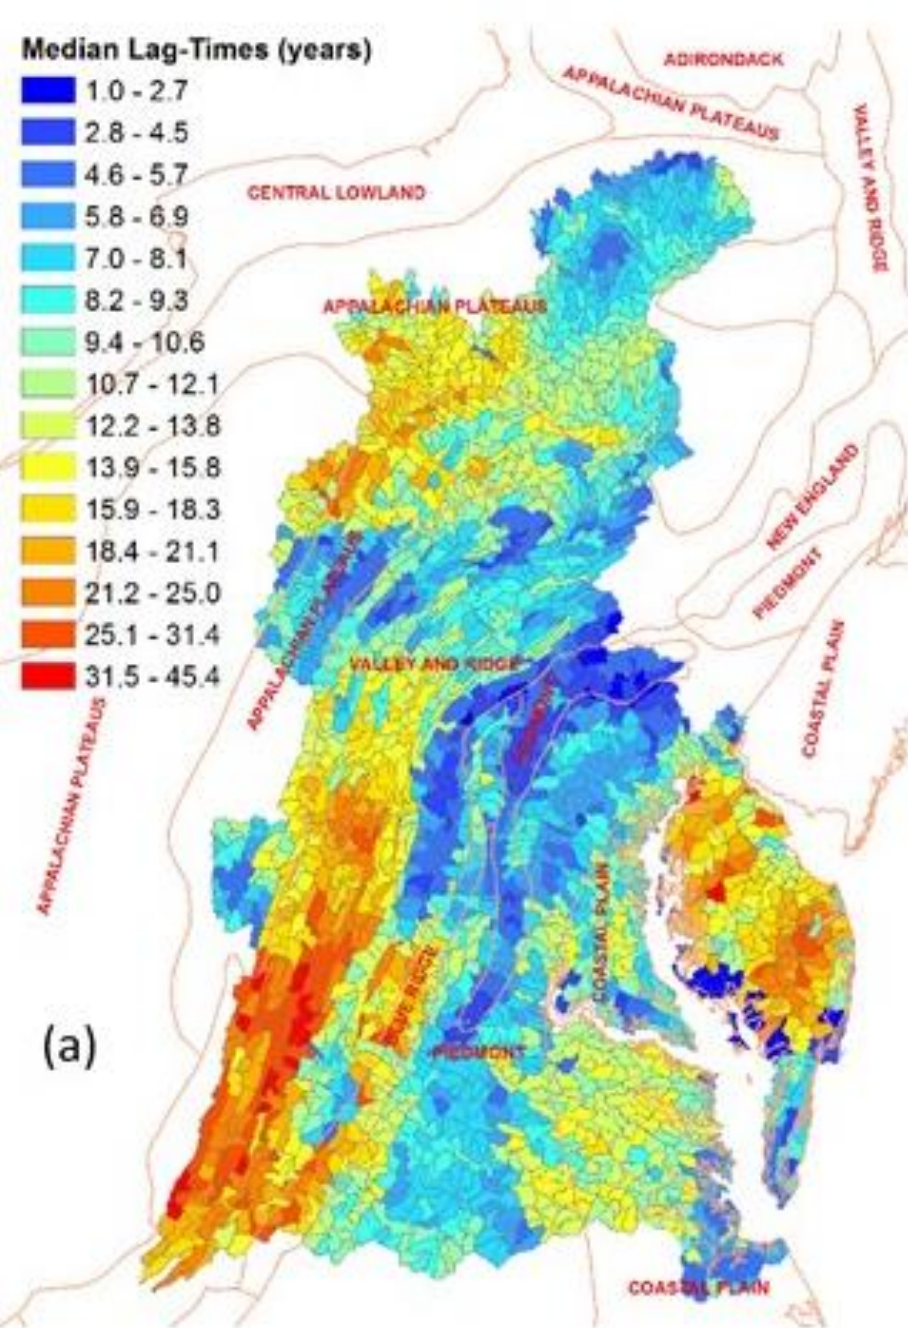 Median Lag-Times (years)
1.0 - 2.7
2.8 - 4.5
4.6 - 5.7
5.8 - 6.9
7.0 - 8.1
8.2 - 9.3
9.4 - 10.6
10.7 - 12.1
12.2 - 13.8
13.9 - 15.8
15.9 - 18.3
18.4 - 21.1
21.2 - 25.0
25.1 - 31.4
31.5 - 45.4
ADIRONDACK
APPALACHIAN PLATEAUS
VALLEY AND RIDGE
CENTRAL LOWLAND
APPALACHIAN PLATEAUS
NEW ENGLAND
PIEDMONT
COASTAL PLAIN
APPALACHIAN PLATEAUS
VALLEY AND RIDGE
PIEDMONT
APPALACHIAN PLATEAUS
COASTAL PLAIN
BLUE RIDGE
(a)
PIEDMONT
COASTAL PLAIN